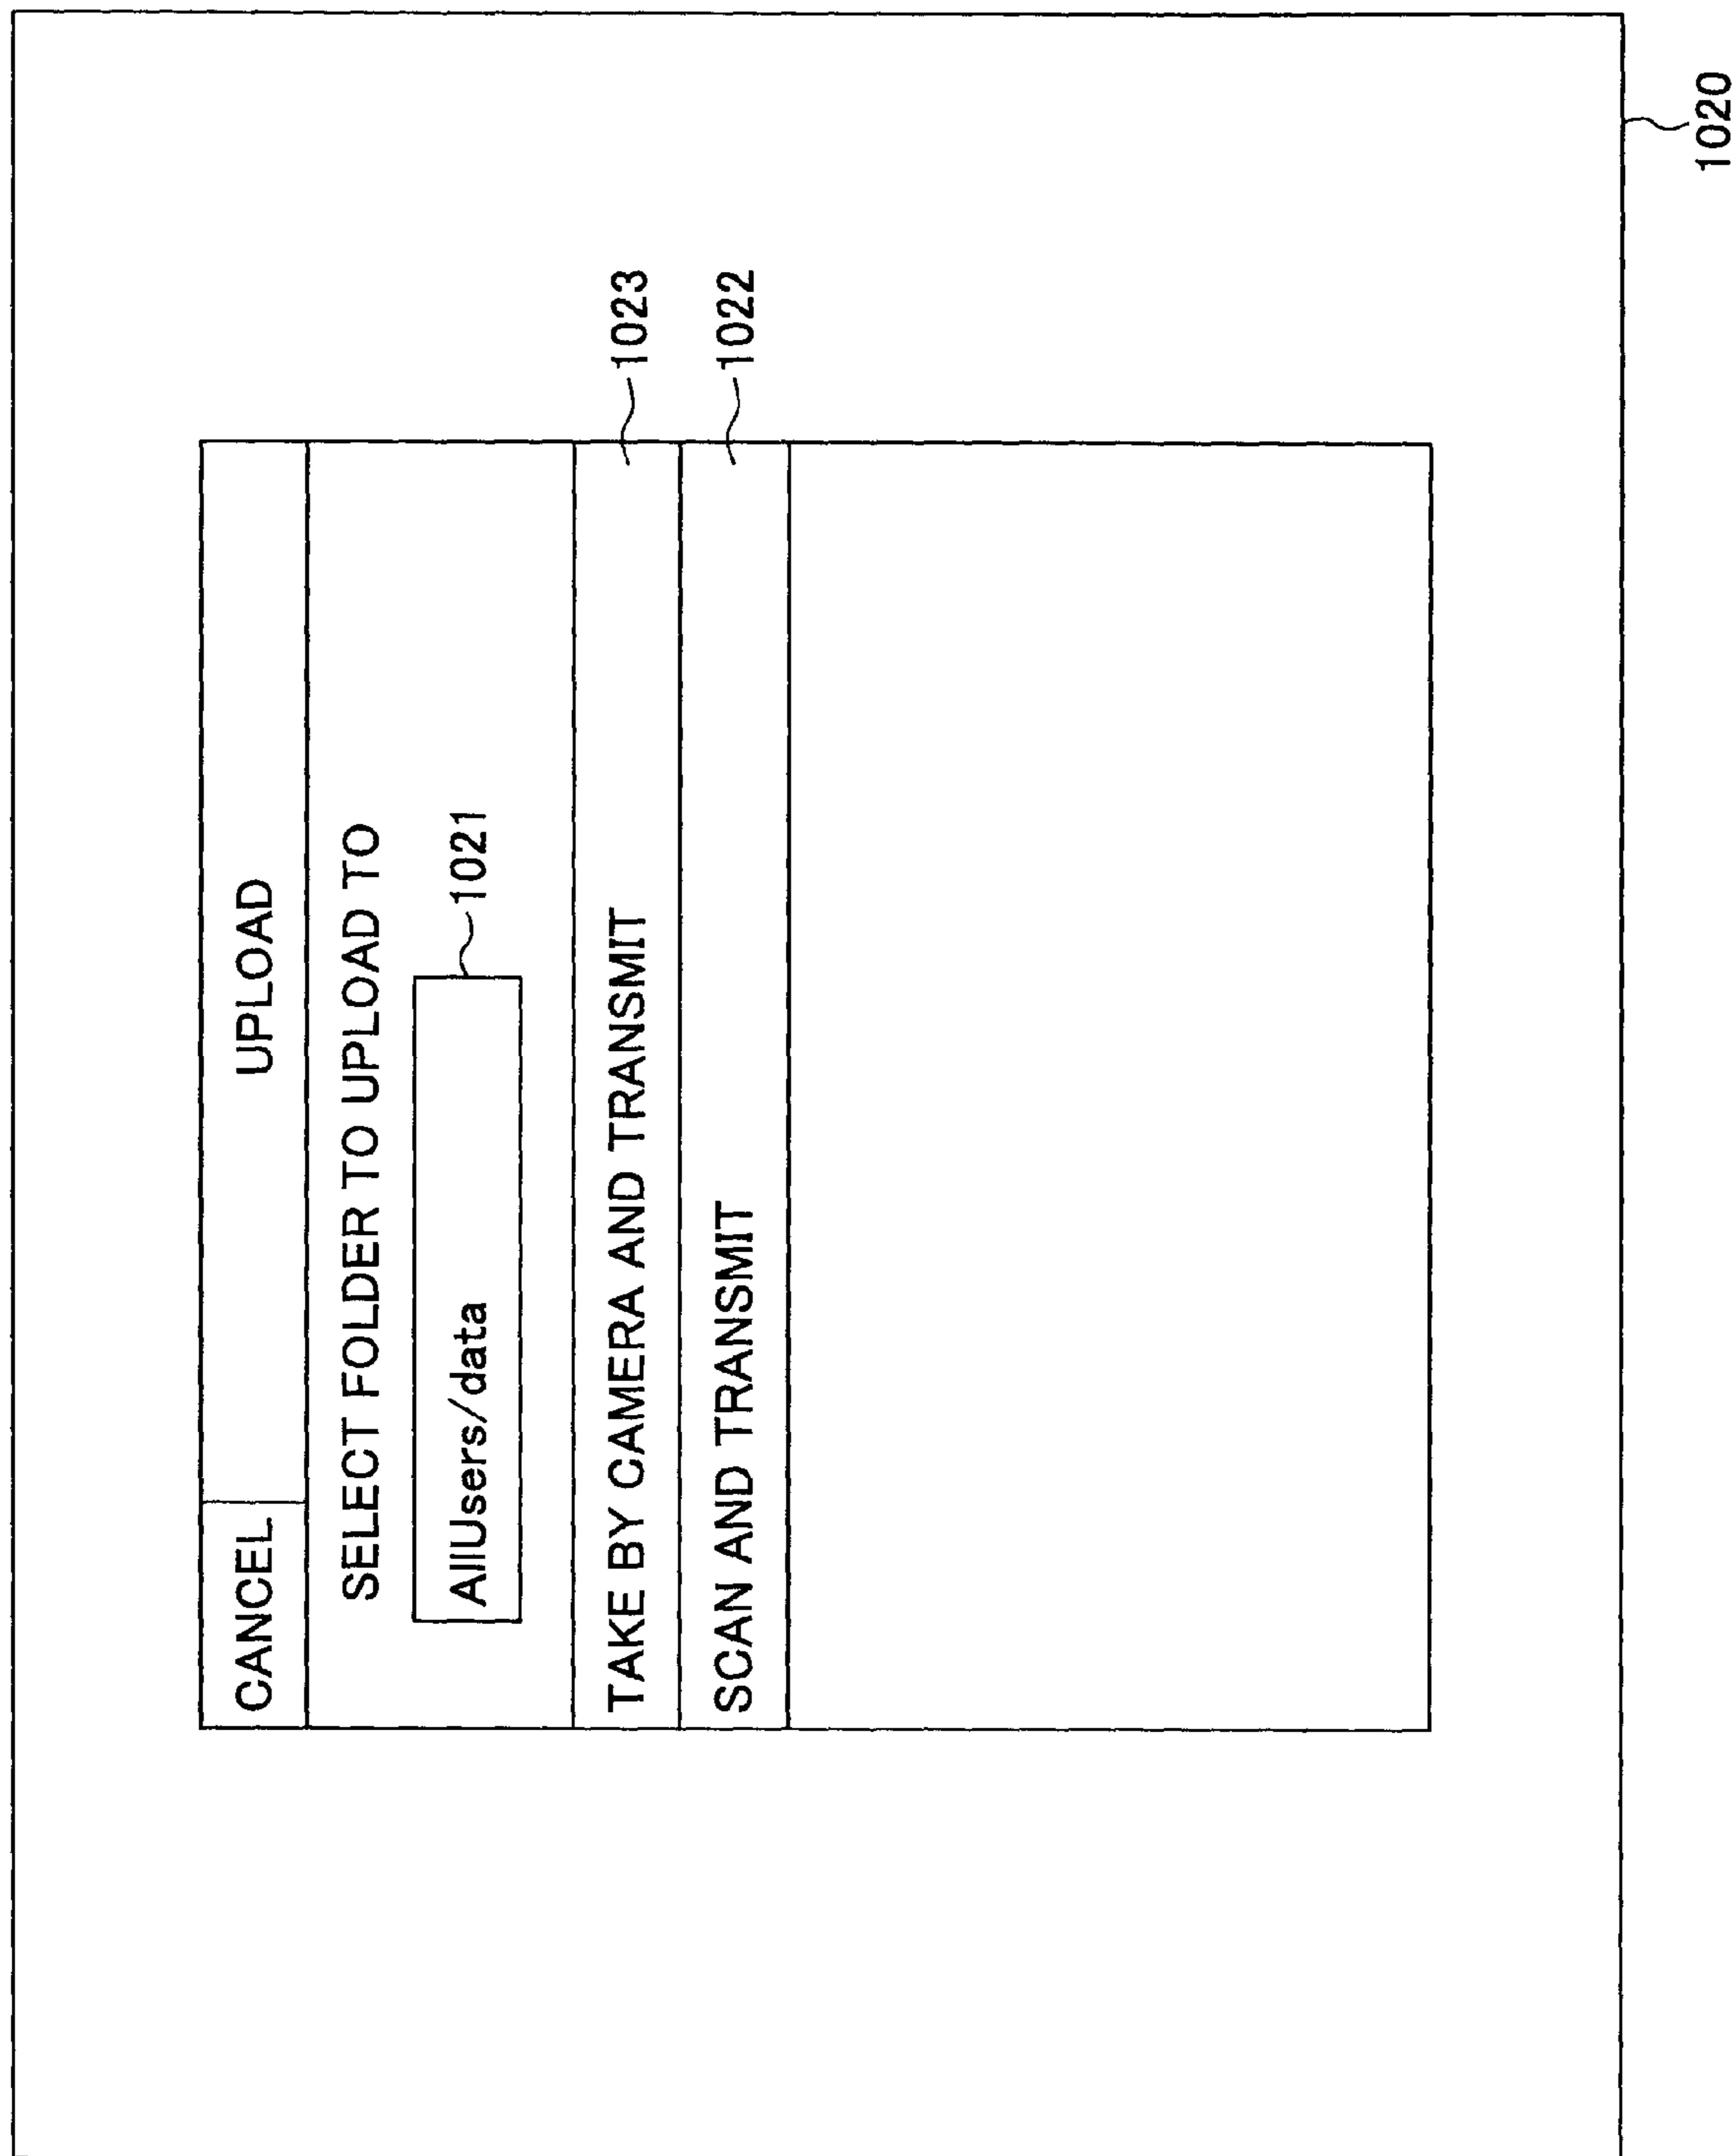 CANCEL UPLOAD
SELECT FOLDER TO UPLOAD TO
AllUsers/data 1021
TAKE BY CAMERA AND TRANSMIT 1023
SCAN AND TRANSMIT 1022
1020